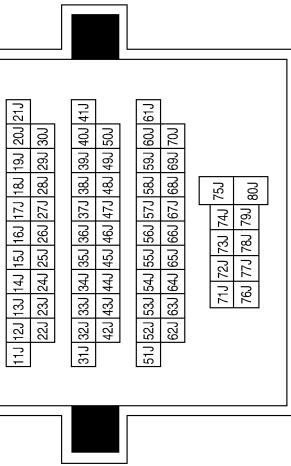 11J 12J 13J 14J 15J 16J 17J 18J 19J 20J 21J
22J 23J 24J 25J 26J 27J 28J 29J 30J
31J 32J 33J 34J 35J 36J 37J 38J 39J 40J 41J
42J 43J 44J 45J 46J 47J 48J 49J 50J
51J 52J 53J 54J 55J 56J 57J 58J 59J 60J 61J
62J 63J 64J 65J 66J 67J 68J 69J 70J
71J 72J 73J 74J 75J
76J 77J 78J 79J 80J